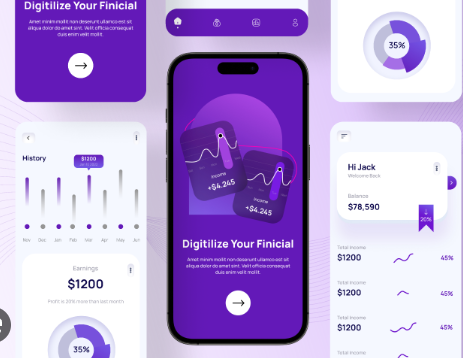 Digitilize Your Finicial
Amet minim mollit non deserunt ullamco est sit
aliqua dolor do amet sint. Velit officia consequat
duis enim velit mollit.
35%
History
$1200
Nov Dec Jan Feb Mar Apr May Jun
Earnings
$1200
Profit is 35% more than last month
35%
Income
+$4.245
Income
+$4.245
Digitilize Your Finicial
Amet minim mollit non deserunt ullamco est sit
aliqua dolor do amet sint. Velit officia consequat
duis enim velit mollit.
Hi Jack
Welcome Back
Balance
$78,590
20%
Total Income
$1200
45%
Total Income
$1200
45%
Total Income
$1200
45%
Total Income